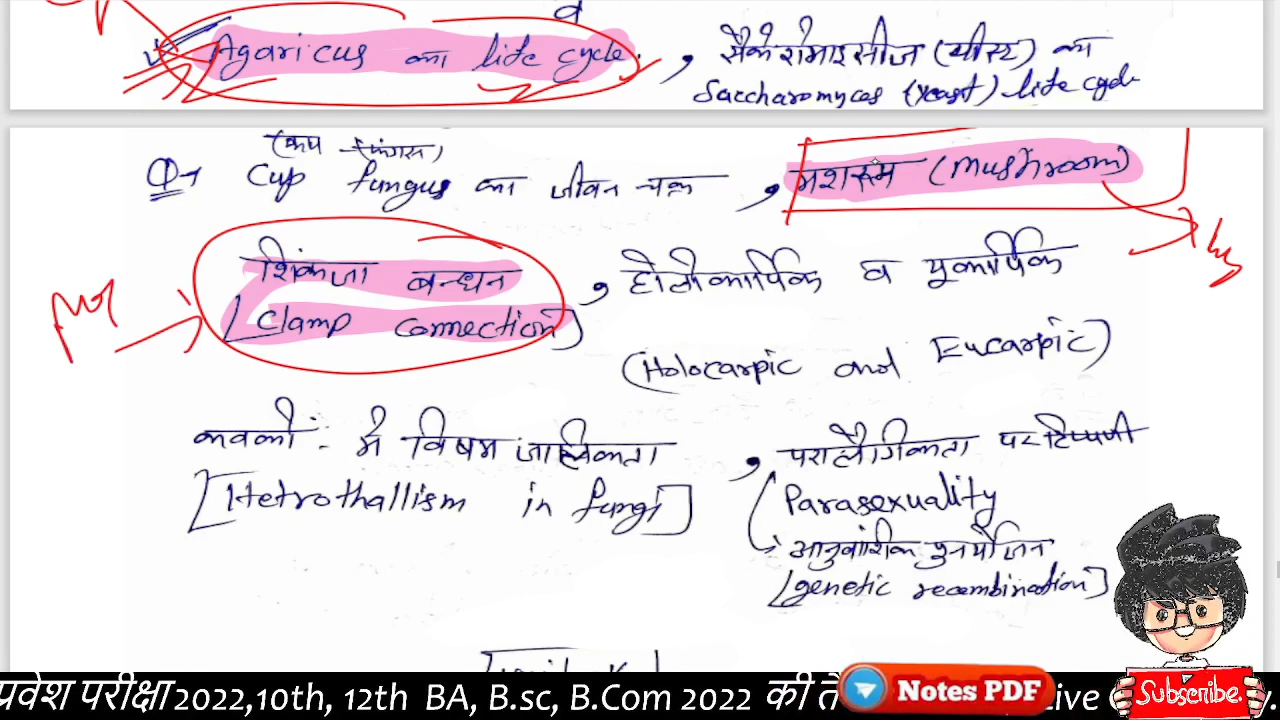 Agaricus का life cycle , सैकेरोमाइसीज (यीस्ट) का
Saccharomyces (yeast) life cycle
(कप फंगस)
Q→ Cup fungus का जीवन चक्र , मशरूम (Mushroom)
शिकंजा बन्धन , होलोकार्पिक व यूकार्पिक
[Clamp Connection]
(Holocarpic and Eucarpic)
कवकों में विषमजालिकता , परालैंगिकता पर टिप्पणी
[Hetrothallism in fungi]
(Parasexuality
आनुवांशिक पुनर्योजन
[genetic recombination]
प्रवेश परीक्षा 2022,10th, 12th BA, B.sc, B.Com 2022 की
Notes PDF
Subscribe.